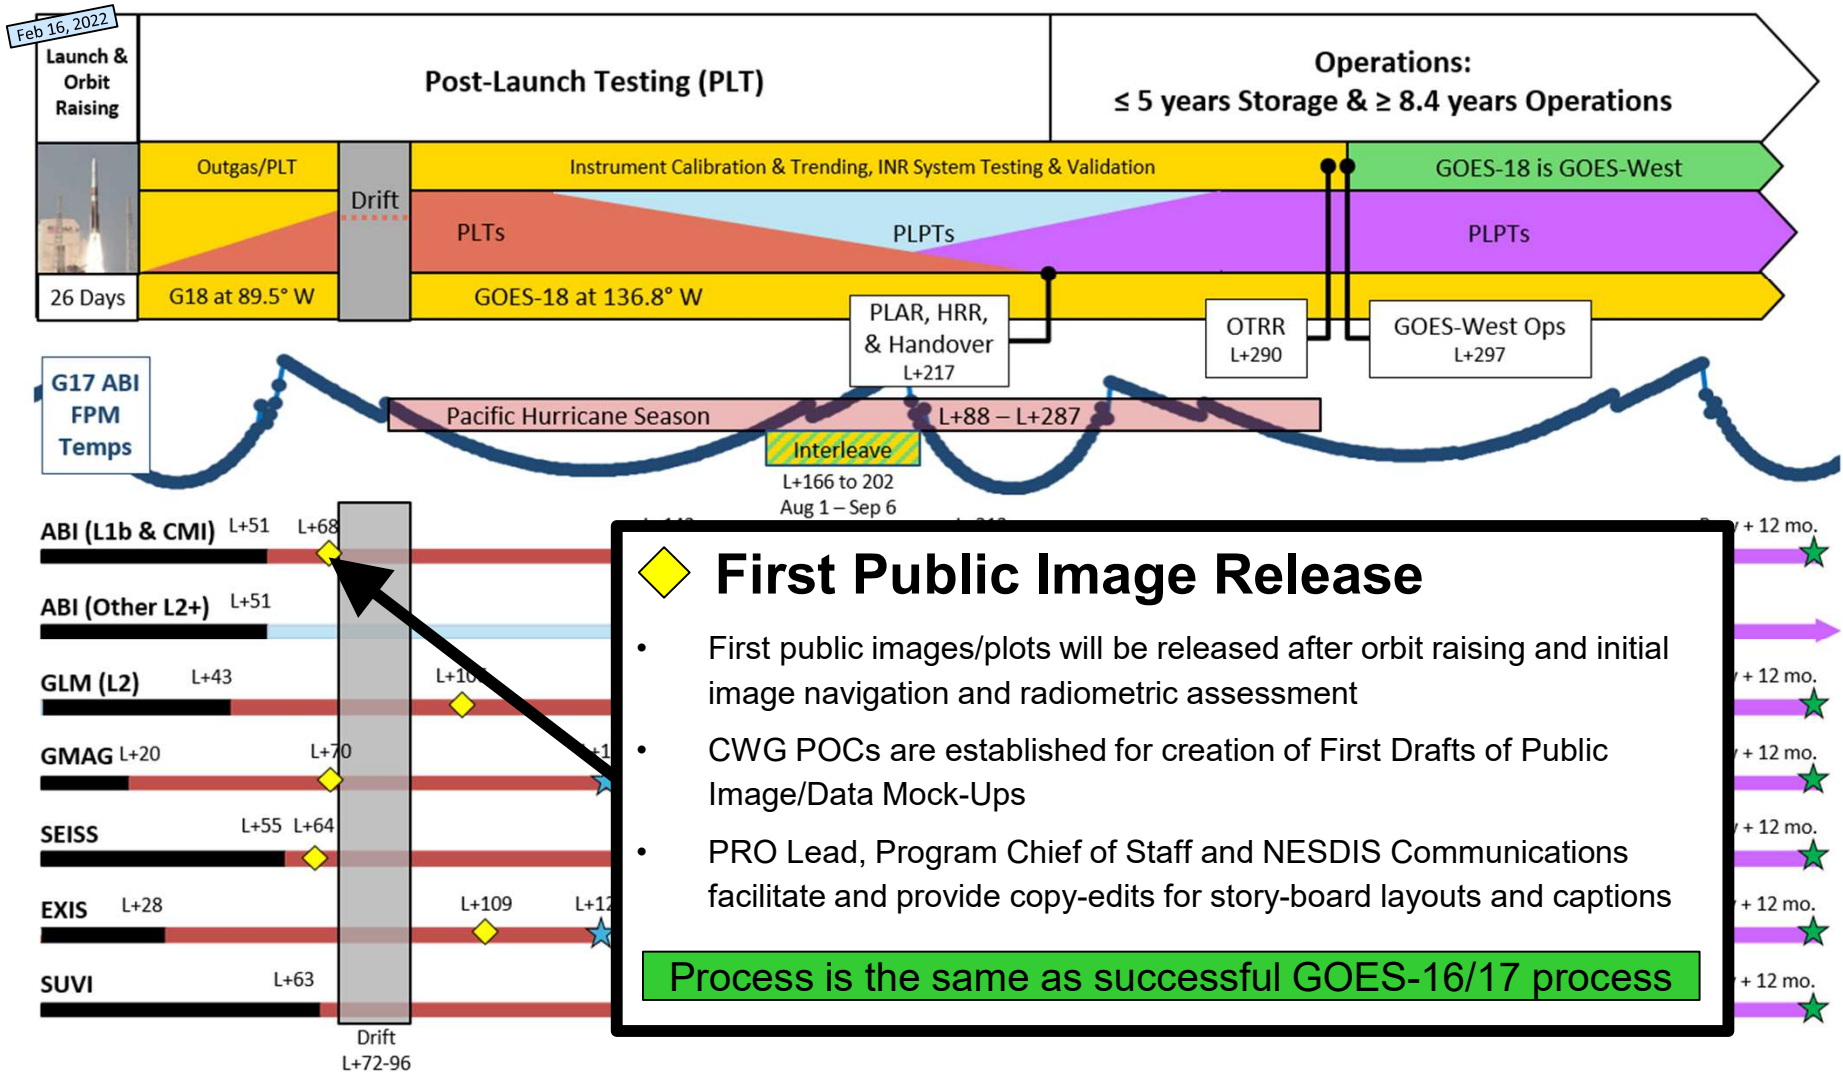 Feb 16, 2022
Launch &
Orbit
Raising
Post-Launch Testing (PLT)
Operations:
≤ 5 years Storage & ≥ 8.4 years Operations
Outgas/PLT
Drift
Instrument Calibration & Trending, INR System Testing & Validation
GOES-18 is GOES-West
PLTs
PLPTs
PLPTs
26 Days
G18 at 89.5° W
GOES-18 at 136.8° W
PLAR, HRR,
& Handover
L+217
OTRR
L+290
GOES-West Ops
L+297
G17 ABI
FPM
Temps
Pacific Hurricane Season
L+88 – L+287
Interleave
L+166 to 202
Aug 1 – Sep 6
ABI (L1b & CMI)
L+51
L+68
+ 12 mo.
ABI (Other L2+)
L+51
GLM (L2)
L+43
+ 12 mo.
GMAG
L+20
L+70
+ 12 mo.
SEISS
L+55
L+64
+ 12 mo.
EXIS
L+28
L+109
L+12
+ 12 mo.
SUVI
L+63
+ 12 mo.
Drift
L+72-96
First Public Image Release
• First public images/plots will be released after orbit raising and initial
image navigation and radiometric assessment
• CWG POCs are established for creation of First Drafts of Public
Image/Data Mock-Ups
• PRO Lead, Program Chief of Staff and NESDIS Communications
facilitate and provide copy-edits for story-board layouts and captions
Process is the same as successful GOES-16/17 process